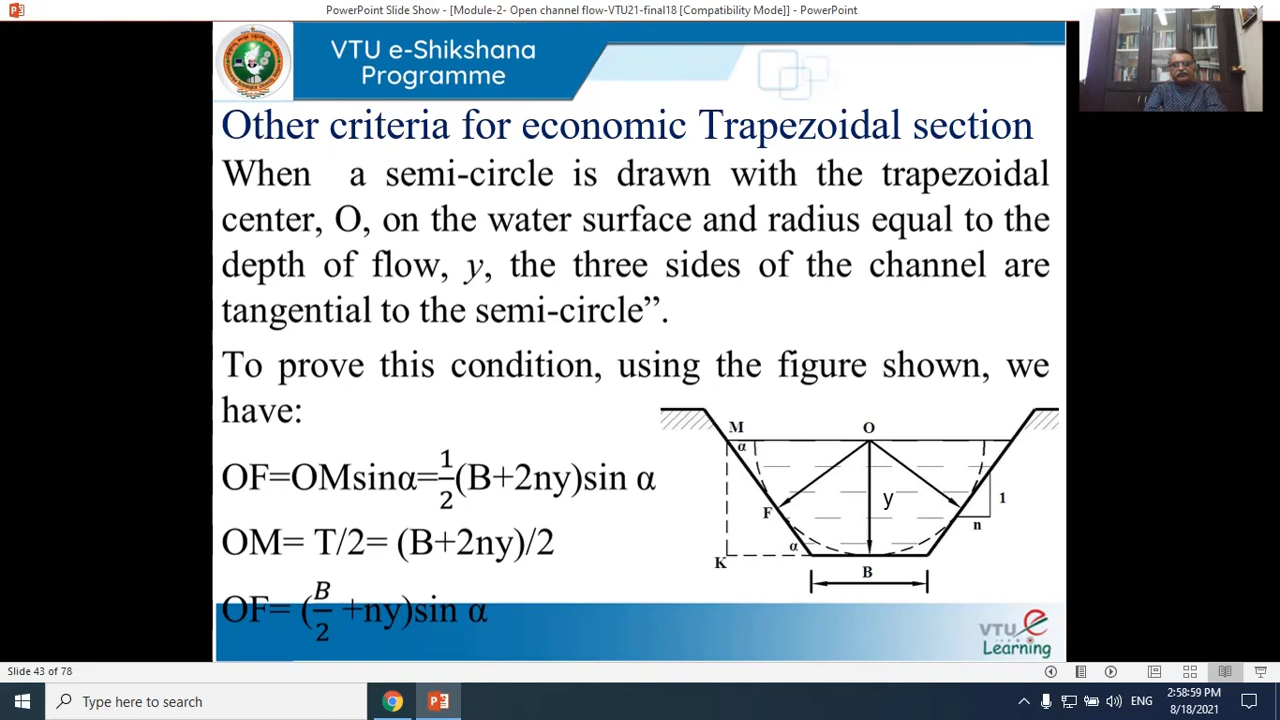 PowerPoint Slide Show - [Module-2- Open channel flow-VTU21-final18 [Compatibility Mode]] - PowerPoint
VTU e-Shikshana
Programme
Other criteria for economic Trapezoidal section
When a semi-circle is drawn with the trapezoidal
center, O, on the water surface and radius equal to the
depth of flow, y, the three sides of the channel are
tangential to the semi-circle”.
To prove this condition, using the figure shown, we
have:
OF=OMsinα=1/2(B+2ny)sin α
OM= T/2= (B+2ny)/2
OF= (B/2 +ny)sin α
M
O
α
y
F
1
n
α
K
B
VTU e
Learning
Slide 43 of 78
Type here to search
ENG
2:58:59 PM
8/18/2021